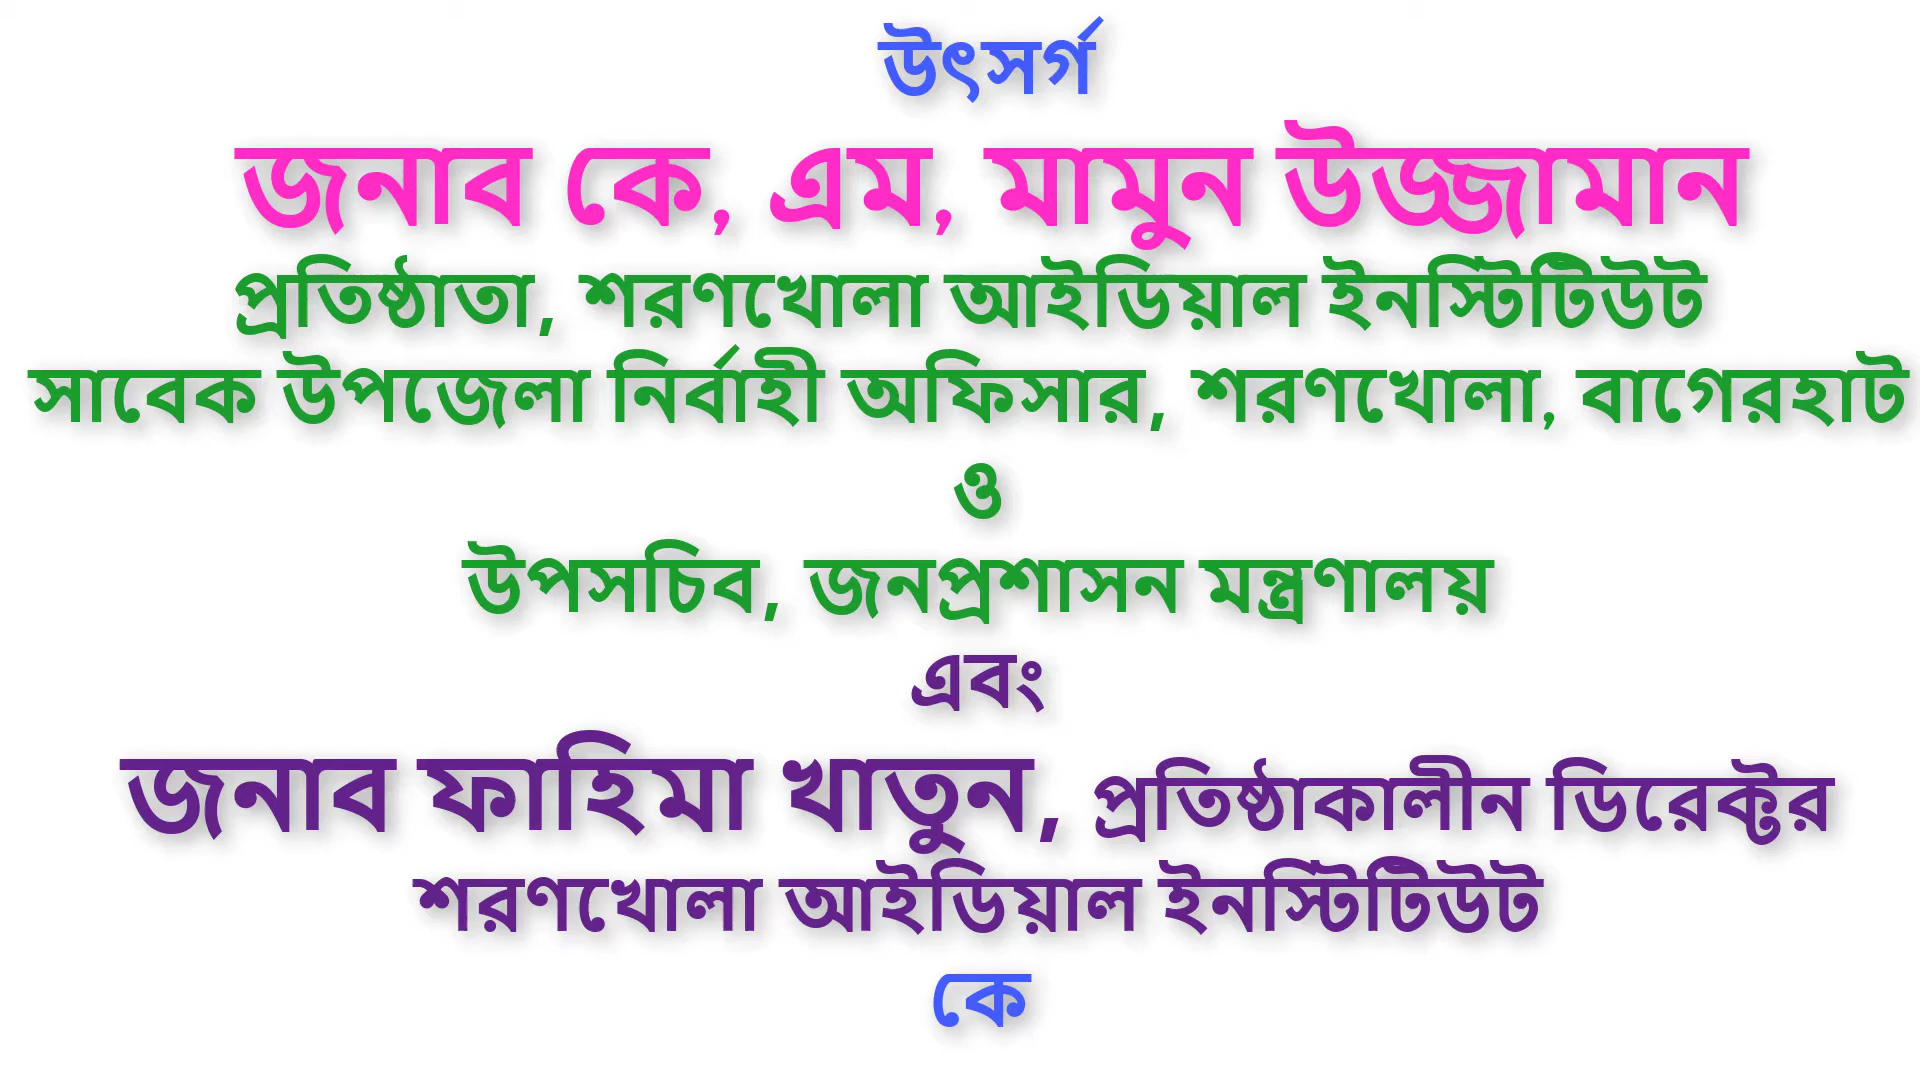 উৎসর্গ
জনাব কে, এম, মামুন উজ্জামান
প্রতিষ্ঠাতা, শরণখোলা আইডিয়াল ইনস্টিটিউট
সাবেক উপজেলা নির্বাহী অফিসার, শরণখোলা, বাগেরহাট
ও
উপসচিব, জনপ্রশাসন মন্ত্রণালয়
এবং
জনাব ফাহিমা খাতুন, প্রতিষ্ঠাকালীন ডিরেক্টর
শরণখোলা আইডিয়াল ইনস্টিটিউট
কে